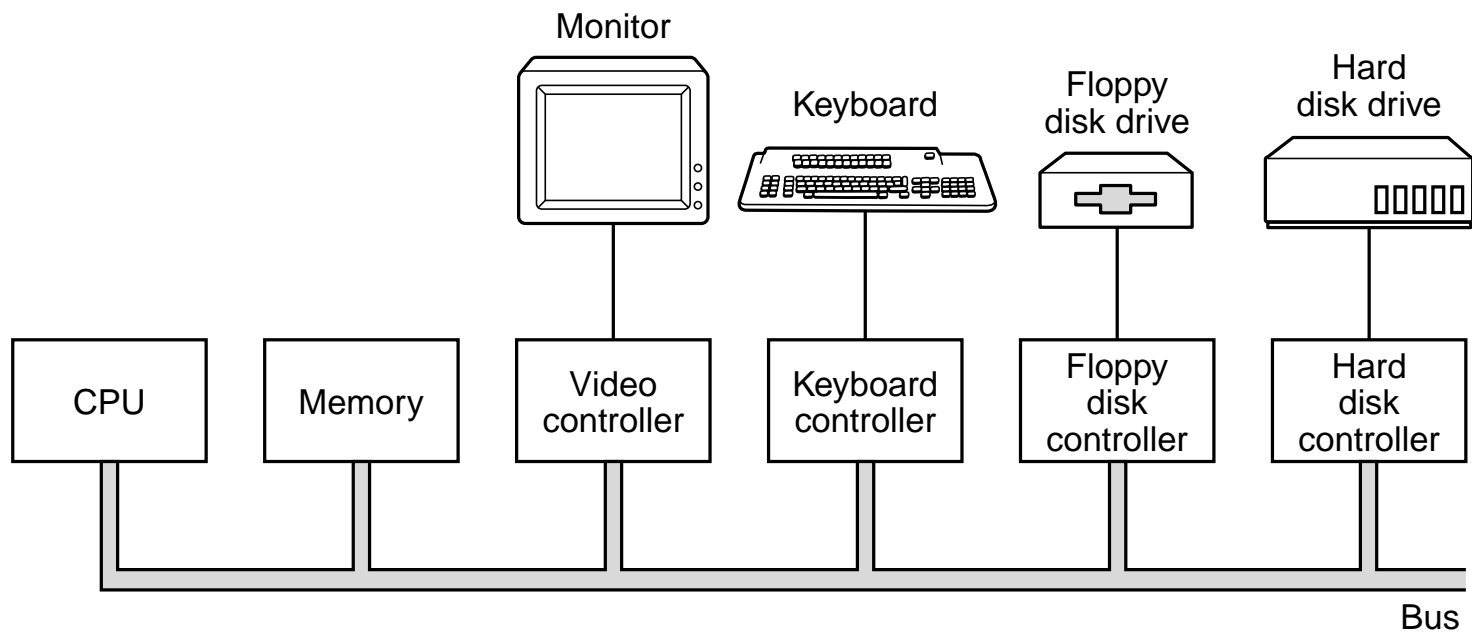 Monitor
Keyboard
Floppy
disk drive
Hard
disk drive
CPU
Memory
Video
controller
Keyboard
controller
Floppy
disk
controller
Hard
disk
controller
Bus